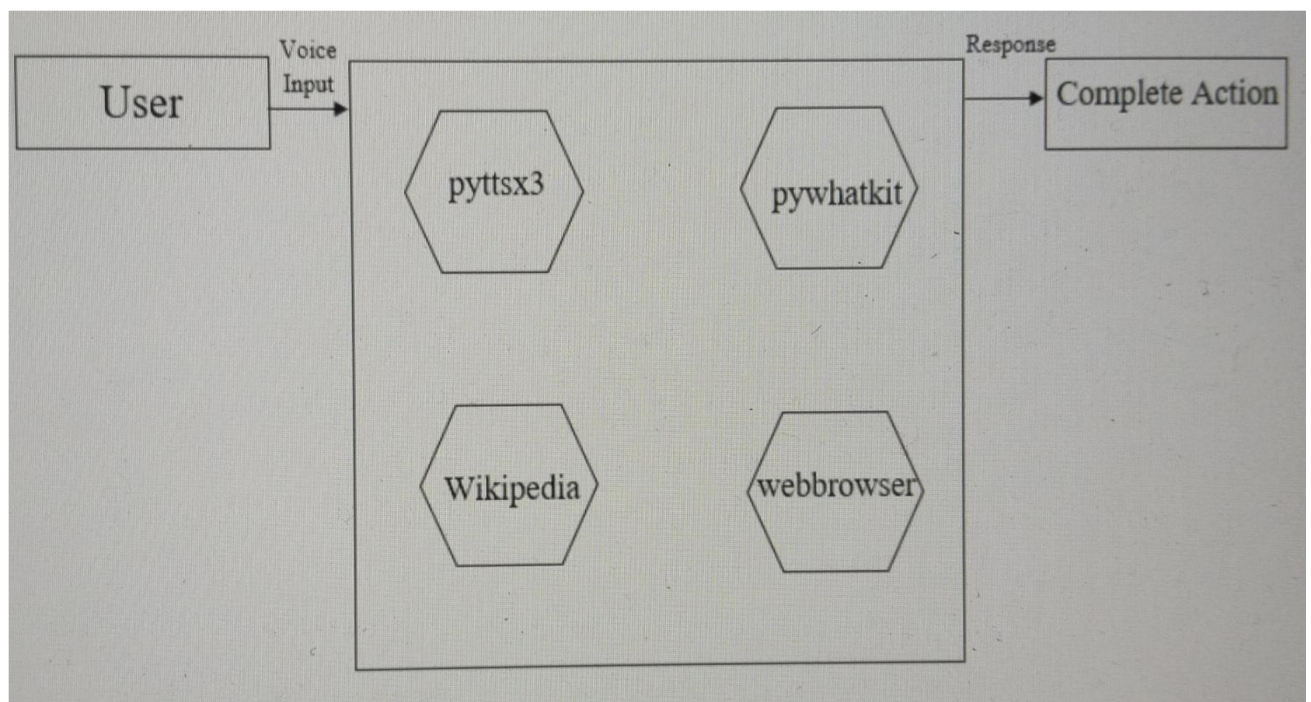 User
Voice
Input
Response
Complete Action
pyttsx3
pywhatkit
Wikipedia
webbrowser